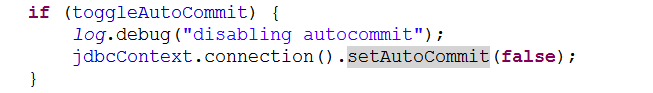 if (toggleAutoCommit) {
log.debug("disabling autocommit");
jdbcContext.connection().setAutoCommit(false);
}